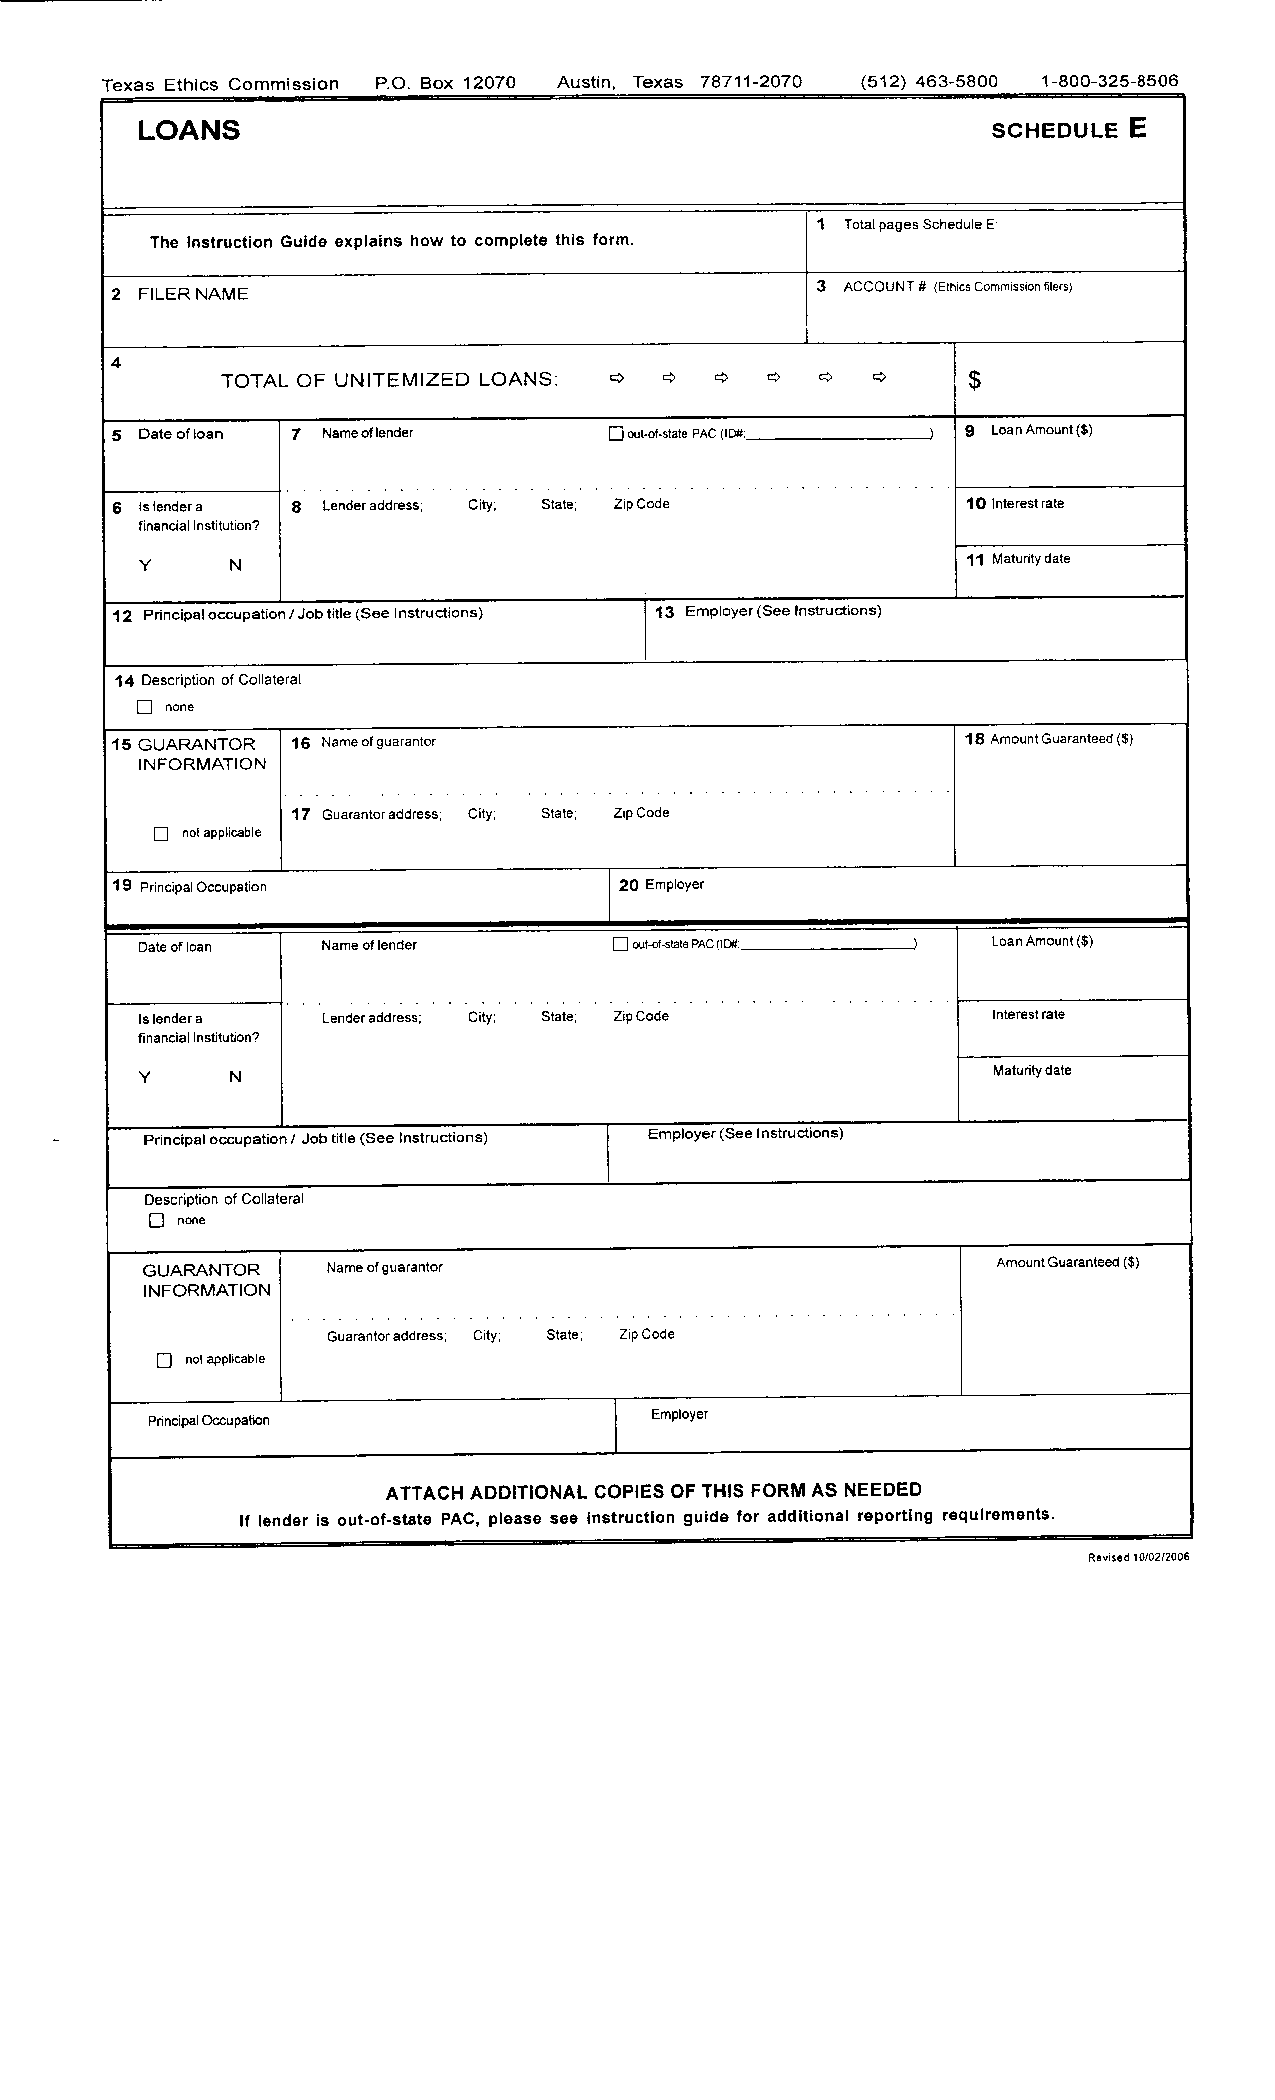 Texas Ethics Commission P.O. Box 12070 Austin, Texas 78711-2070 (512) 463-5800 1-800-325-8506
LOANS SCHEDULE E
The Instruction Guide explains how to complete this form.
1 Total pages Schedule E:
2 FILER NAME
3 ACCOUNT # (Ethics Commission filers)
4
TOTAL OF UNITEMIZED LOANS: ⇨ ⇨ ⇨ ⇨ ⇨ ⇨ $
5 Date of loan
7 Name of lender ☐ out-of-state PAC (ID#:____________________)
9 Loan Amount ($)
6 Is lender a
financial Institution?
Y N
8 Lender address; City; State; Zip Code
10 Interest rate
11 Maturity date
12 Principal occupation / Job title (See Instructions)
13 Employer (See Instructions)
14 Description of Collateral
☐ none
15 GUARANTOR
INFORMATION
☐ not applicable
16 Name of guarantor
17 Guarantor address; City; State; Zip Code
18 Amount Guaranteed ($)
19 Principal Occupation
20 Employer
Date of loan
Name of lender ☐ out-of-state PAC (ID#:____________________)
Loan Amount ($)
Is lender a
financial Institution?
Y N
Lender address; City; State; Zip Code
Interest rate
Maturity date
Principal occupation / Job title (See Instructions)
Employer (See Instructions)
Description of Collateral
☐ none
GUARANTOR
INFORMATION
☐ not applicable
Name of guarantor
Guarantor address; City; State; Zip Code
Amount Guaranteed ($)
Principal Occupation
Employer
ATTACH ADDITIONAL COPIES OF THIS FORM AS NEEDED
If lender is out-of-state PAC, please see instruction guide for additional reporting requirements.
Revised 10/02/2006